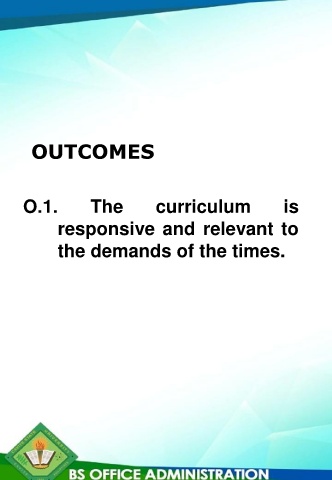 OUTCOMES
O.1. The curriculum is
responsive and relevant to
the demands of the times.
BS OFFICE ADMINISTRATION